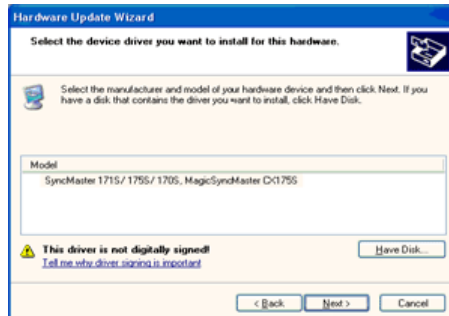 Hardware Update Wizard
Select the device driver you want to install for this hardware.
Select the manufacturer and model of your hardware device and then click Next. If you
have a disk that contains the driver you want to install, click Have Disk.
Model
SyncMaster 171S/ 175S/ 170S, MagicSyncMaster CX175S
This driver is not digitally signed!
Tell me why driver signing is important
Have Disk...
< Back
Next >
Cancel